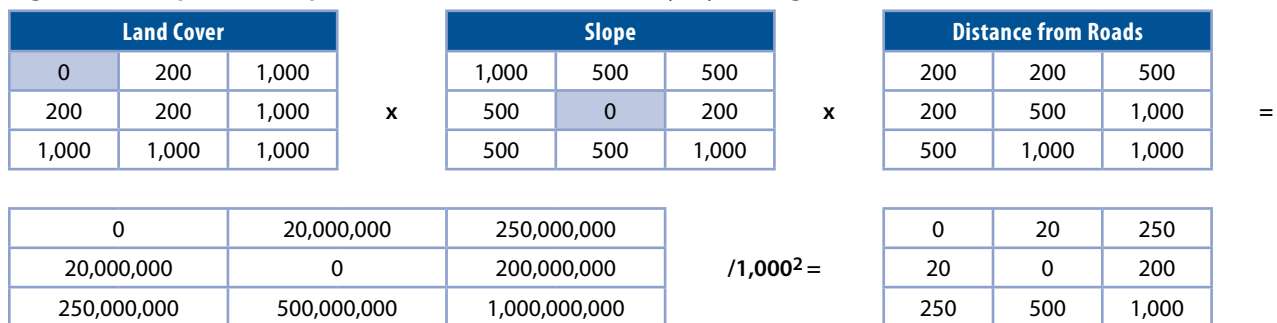 Land Cover Slope Distance from Roads
0 200 1,000 1,000 500 500 200 200 500
200 200 1,000 x 500 0 200 x 200 500 1,000 =
1,000 1,000 1,000 500 500 1,000 500 1,000 1,000
0 20,000,000 250,000,000 0 20 250
20,000,000 0 200,000,000 /1,000² = 20 0 200
250,000,000 500,000,000 1,000,000,000 250 500 1,000